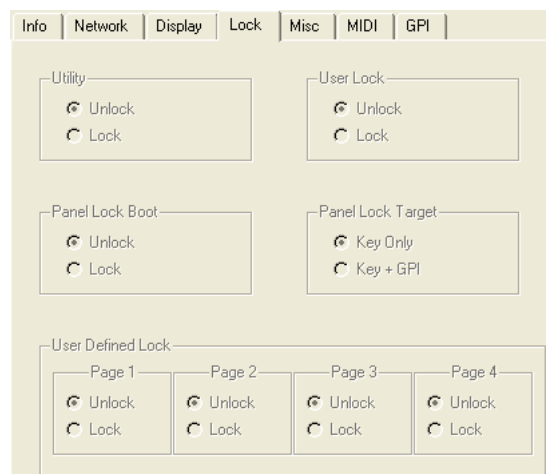 Info Network Display Lock Misc MIDI GPI
Utility User Lock
Unlock Unlock
Lock Lock
Panel Lock Boot Panel Lock Target
Unlock Key Only
Lock Key + GPI
User Defined Lock
Page 1 Page 2 Page 3 Page 4
Unlock Unlock Unlock Unlock
Lock Lock Lock Lock